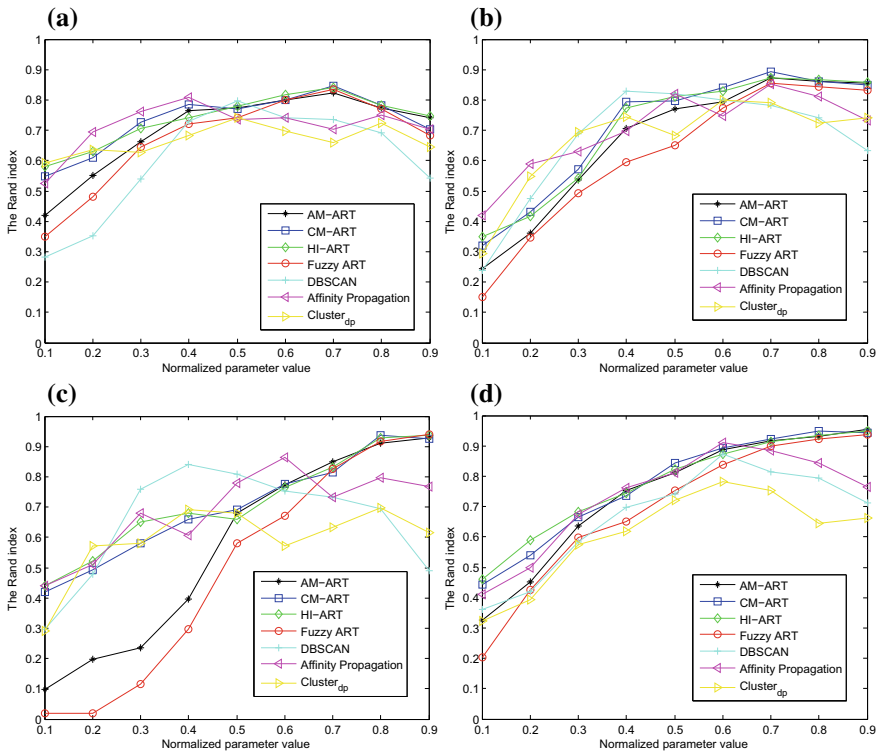 (a)
1
0.9
0.8
0.7
0.6
0.5
0.4
0.3
0.2
0.1
0
The Rand index
AM-ART
CM-ART
HI-ART
Fuzzy ART
DBSCAN
Affinity Propagation
Cluster_dp
0.1 0.2 0.3 0.4 0.5 0.6 0.7 0.8 0.9
Normalized parameter value
(b)
1
0.9
0.8
0.7
0.6
0.5
0.4
0.3
0.2
0.1
0
The Rand index
AM-ART
CM-ART
HI-ART
Fuzzy ART
DBSCAN
Affinity Propagation
Cluster_dp
0.1 0.2 0.3 0.4 0.5 0.6 0.7 0.8 0.9
Normalized parameter value
(c)
1
0.9
0.8
0.7
0.6
0.5
0.4
0.3
0.2
0.1
0
The Rand index
AM-ART
CM-ART
HI-ART
Fuzzy ART
DBSCAN
Affinity Propagation
Cluster_dp
0.1 0.2 0.3 0.4 0.5 0.6 0.7 0.8 0.9
Normalized parameter value
(d)
1
0.9
0.8
0.7
0.6
0.5
0.4
0.3
0.2
0.1
0
The Rand index
AM-ART
CM-ART
HI-ART
Fuzzy ART
DBSCAN
Affinity Propagation
Cluster_dp
0.1 0.2 0.3 0.4 0.5 0.6 0.7 0.8 0.9
Normalized parameter value